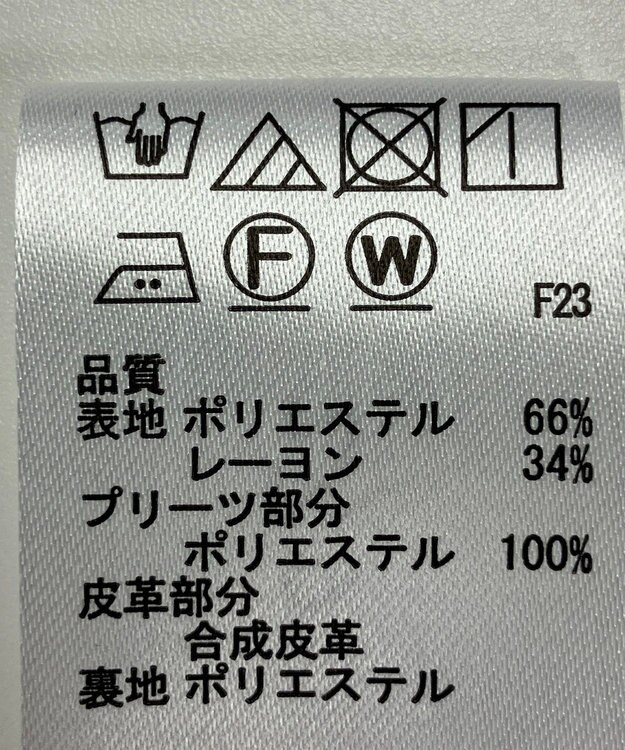 F W
F23
品質
表地 ポリエステル 66%
レーヨン 34%
プリーツ部分
ポリエステル 100%
皮革部分
合成皮革
裏地 ポリエステル